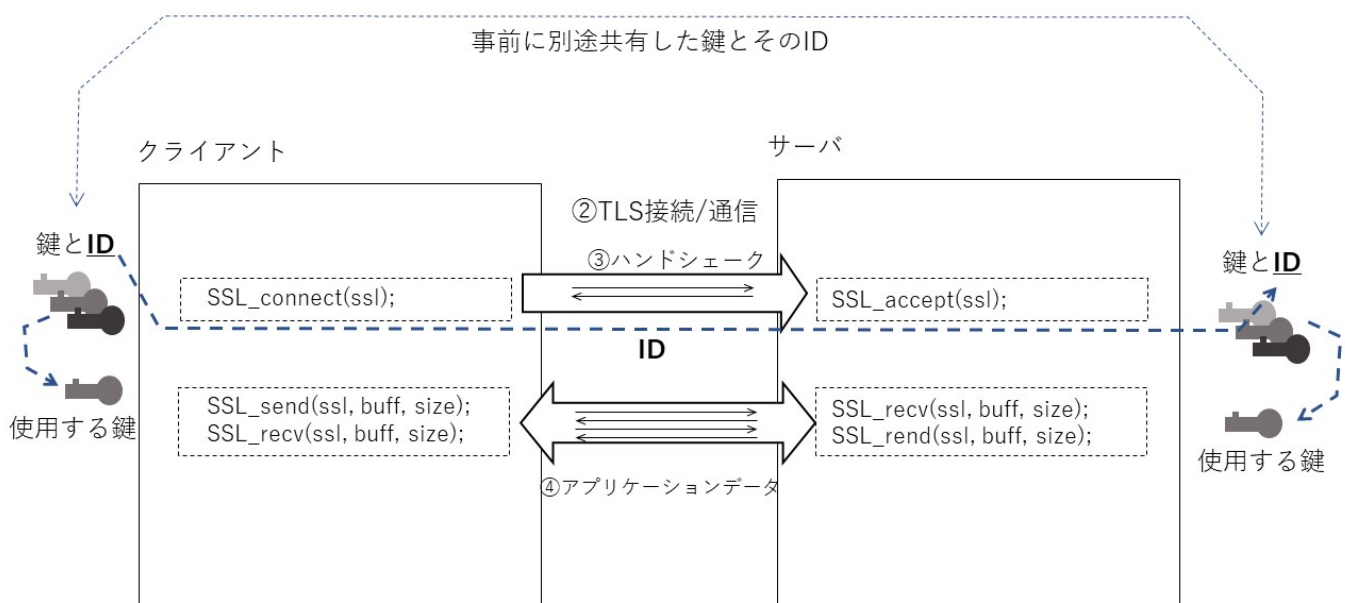 事前に別途共有した鍵とそのID
クライアント
サーバ
②TLS接続/通信
鍵とID
③ハンドシェーク
鍵とID
SSL_connect(ssl);
SSL_accept(ssl);
ID
SSL_send(ssl, buff, size);
SSL_recv(ssl, buff, size);
SSL_recv(ssl, buff, size);
SSL_rend(ssl, buff, size);
使用する鍵
使用する鍵
④アプリケーションデータ